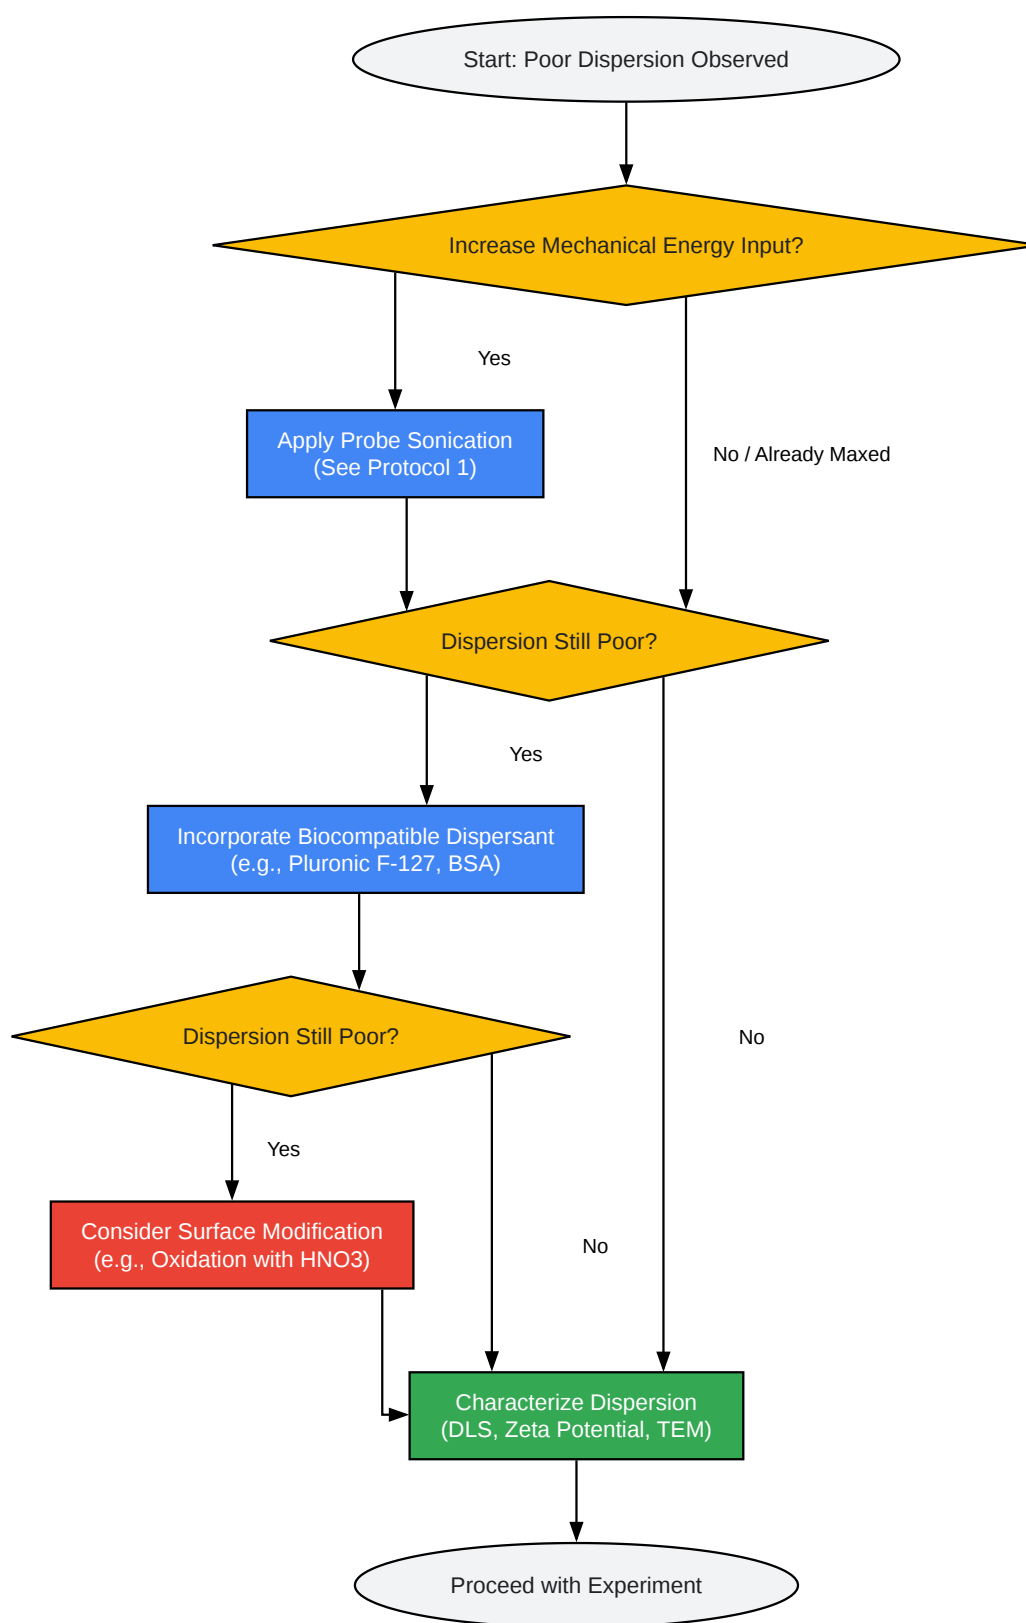 Start: Poor Dispersion Observed
Increase Mechanical Energy Input?
Yes
Apply Probe Sonication
(See Protocol 1)
No / Already Maxed
Dispersion Still Poor?
Yes
Incorporate Biocompatible Dispersant
(e.g., Pluronic F-127, BSA)
Dispersion Still Poor?
No
Yes
Consider Surface Modification
(e.g., Oxidation with HNO3)
No
Characterize Dispersion
(DLS, Zeta Potential, TEM)
Proceed with Experiment